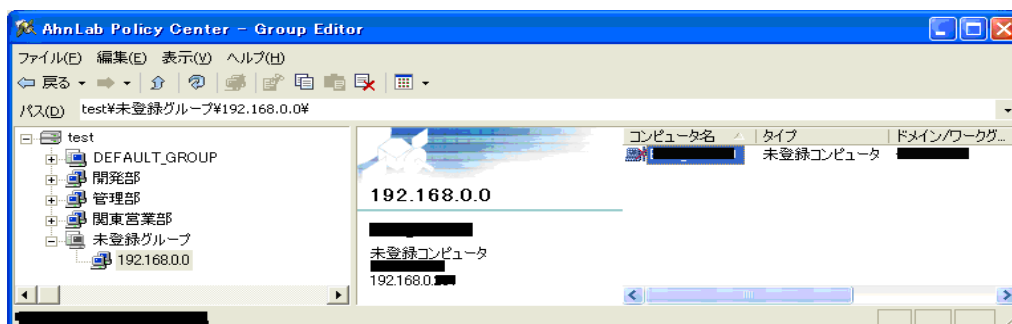 AhnLab Policy Center - Group Editor
ファイル(F) 編集(E) 表示(V) ヘルプ(H)
戻る
パス(D) test¥未登録グループ¥192.168.0.0¥
test
DEFAULT_GROUP
開発部
管理部
関東営業部
未登録グループ
192.168.0.0
192.168.0.0
未登録コンピュータ
192.168.0.
コンピュータ名 タイプ ドメイン/ワークグ...
未登録コンピュータ